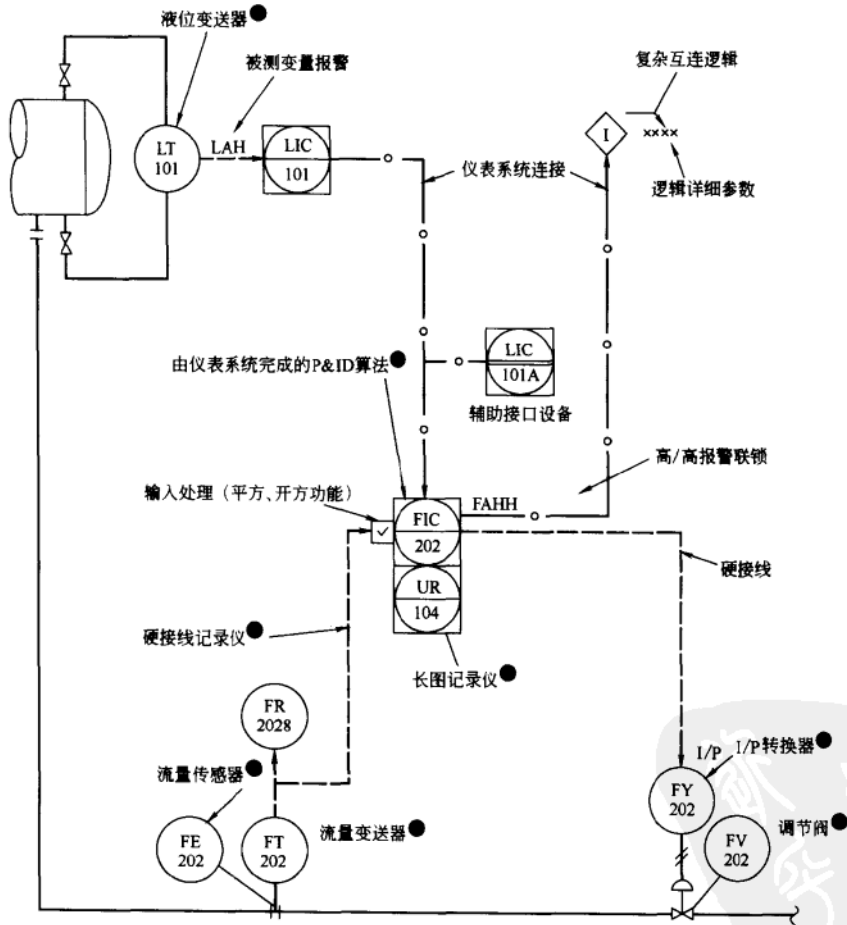 液位变送器
被测变量报警
复杂互连逻辑
LT
101
LAH
LIC
101
I
××××
仪表系统连接
逻辑详细参数
由仪表系统完成的P&ID算法
LIC
101A
辅助接口设备
高/高报警联锁
输入处理（平方、开方功能）
FIC
202
FAHH
硬接线
UR
104
硬接线记录仪
长图记录仪
FR
2028
I/P
I/P转换器
流量传感器
FY
202
FE
202
FT
202
流量变送器
FV
202
调节阀